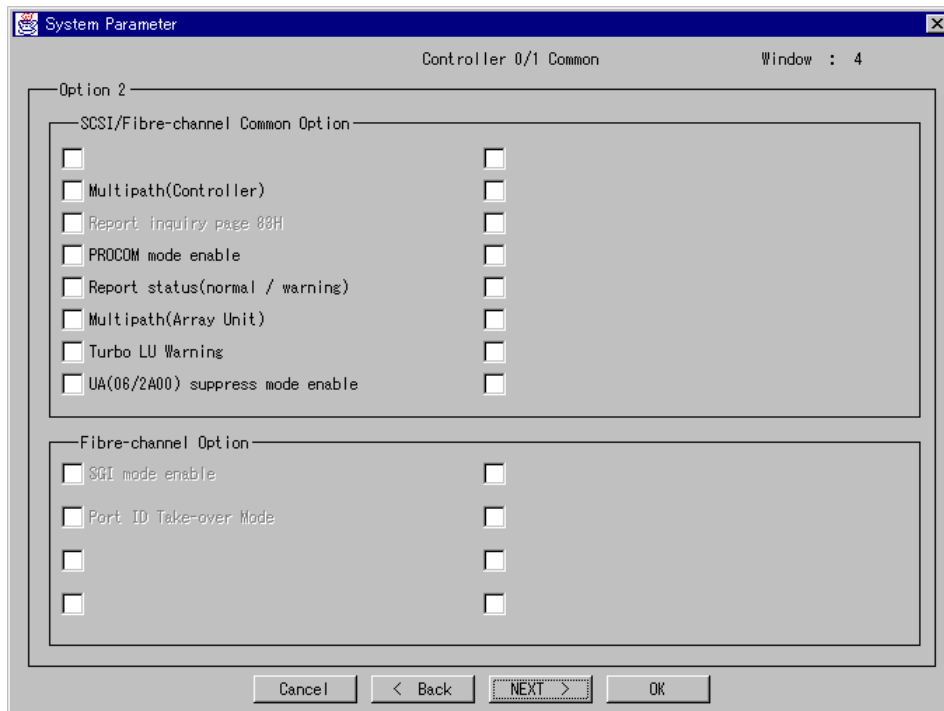 System Parameter
Controller 0/1 Common Window : 4
Option 2
SCSI/Fibre-channel Common Option
Multipath(Controller)
Report inquiry page 83H
PROCOM mode enable
Report status(normal / warning)
Multipath(Array Unit)
Turbo LU Warning
UA(06/2A00) suppress mode enable
Fibre-channel Option
SGI mode enable
Port ID Take-over Mode
Cancel < Back NEXT > OK